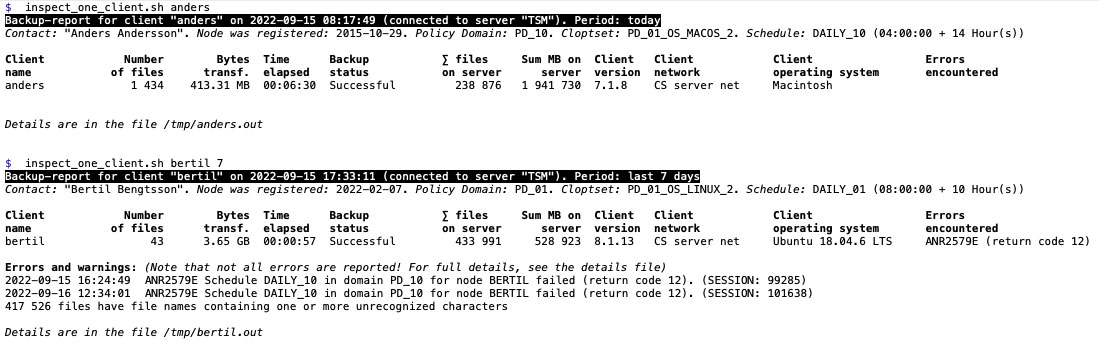 $ inspect_one_client.sh anders
Backup-report for client "anders" on 2022-09-15 08:17:49 (connected to server "TSM"). Period: today
Contact: "Anders Andersson". Node was registered: 2015-10-29. Policy Domain: PD_10. Cloptset: PD_01_OS_MACOS_2. Schedule: DAILY_10 (04:00:00 + 14 Hour(s))
Client Number Bytes Time Backup ∑ files Sum MB on Client Client Client Errors
name of files transf. elapsed status on server server version network operating system encountered
anders 1 434 413.31 MB 00:06:30 Successful 238 876 1 941 730 7.1.8 CS server net Macintosh
Details are in the file /tmp/anders.out
$ inspect_one_client.sh bertil 7
Backup-report for client "bertil" on 2022-09-15 17:33:11 (connected to server "TSM"). Period: last 7 days
Contact: "Bertil Bengtsson". Node was registered: 2022-02-07. Policy Domain: PD_01. Cloptset: PD_01_OS_LINUX_2. Schedule: DAILY_01 (08:00:00 + 10 Hour(s))
Client Number Bytes Time Backup ∑ files Sum MB on Client Client Client Errors
name of files transf. elapsed status on server server version network operating system encountered
bertil 43 3.65 GB 00:00:57 Successful 433 991 528 923 8.1.13 CS server net Ubuntu 18.04.6 LTS ANR2579E (return code 12)
Errors and warnings: (Note that not all errors are reported! For full details, see the details file)
2022-09-15 16:24:49 ANR2579E Schedule DAILY_10 in domain PD_10 for node BERTIL failed (return code 12). (SESSION: 99285)
2022-09-16 12:34:01 ANR2579E Schedule DAILY_10 in domain PD_10 for node BERTIL failed (return code 12). (SESSION: 101638)
417 526 files have file names containing one or more unrecognized characters
Details are in the file /tmp/bertil.out